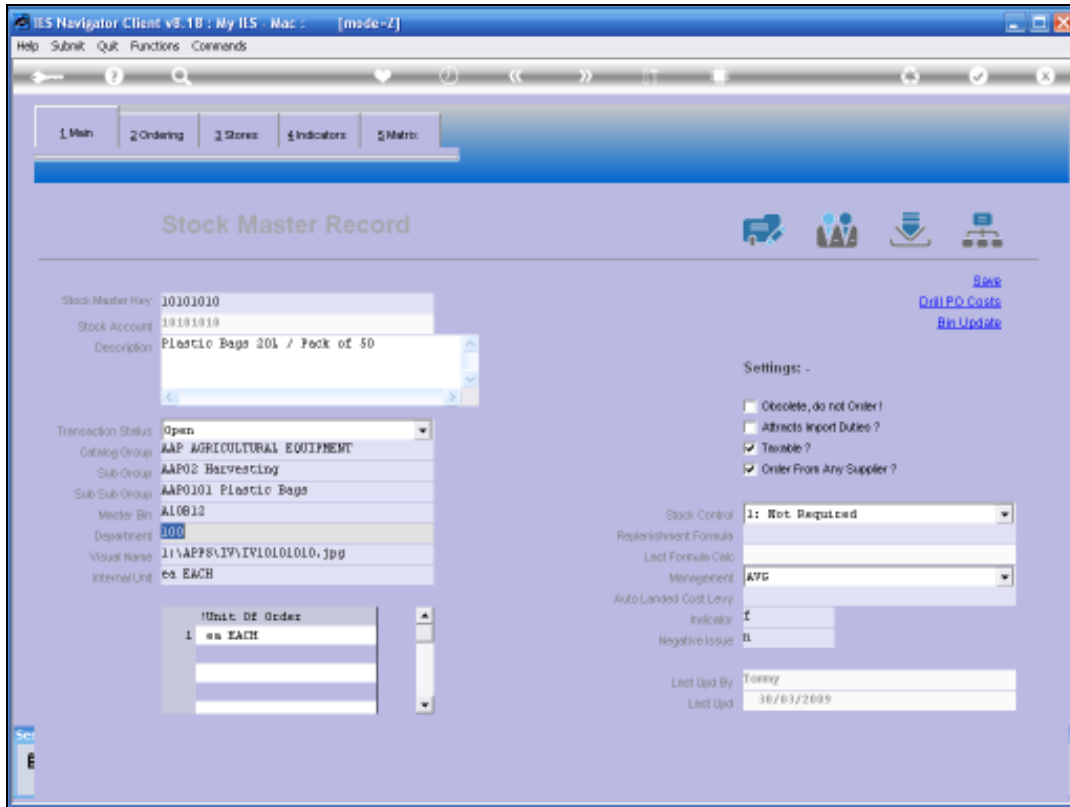 IES Navigator Client v8.1B : My IES - Mac : [mode=Z]
Help Submit Quit Functions Commands
1 Main 2 Ordering 3 Stores 4 Indicators 5 Matrix
Stock Master Record
Save
Drill PO Costs
Bin Update
Stock Master Key 10101010
Stock Account 10101010
Description Plastic Bags 20L / Pack of 50
Settings: -
Obsolete, do not Order !
Attracts Import Duties ?
Taxable ?
Order From Any Supplier ?
Transaction Status Open
Catalog Group AAP AGRICULTURAL EQUIPMENT
Sub Group AAP02 Harvesting
Sub Sub Group AAP0101 Plastic Bags
Master Bin A10B12
Department 100
Visual Name l:\APPS\IV\IV10101010.jpg
Internal Unit ea EACH
Stock Control 1: Not Required
Replenishment Formula
Last Formula Calc
Management AVG
Auto Landed Cost Levy
Indicator f
Negative Issue n
!Unit Of Order
1 ea EACH
Last Upd By Tommy
Last Upd 30/03/2009